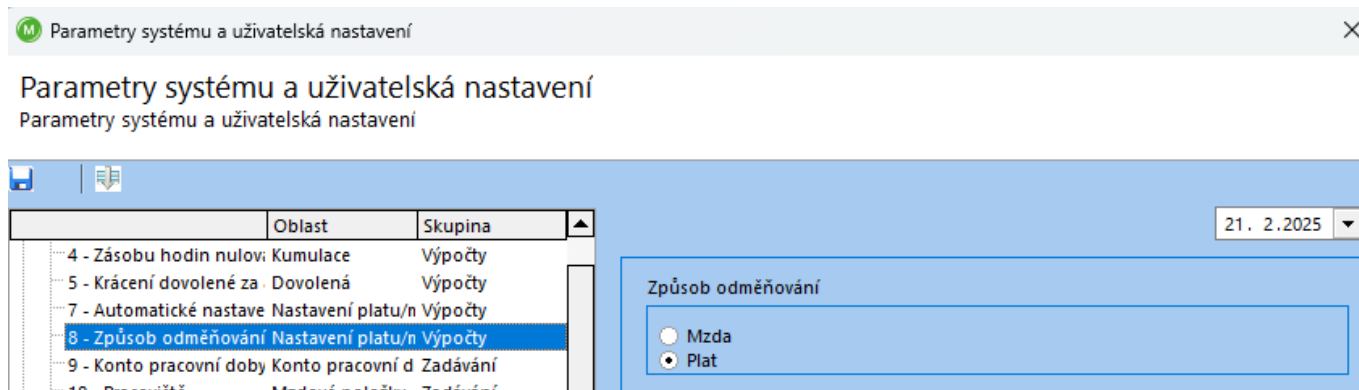 Parametry systému a uživatelská nastavení
Parametry systému a uživatelská nastavení
Parametry systému a uživatelská nastavení
21. 2.2025
Oblast Skupina
4 - Zásobu hodin nulov Kumulace Výpočty
5 - Krácení dovolené za Dovolená Výpočty
7 - Automatické nastave Nastavení platu/n Výpočty
8 - Způsob odměňování Nastavení platu/n Výpočty
9 - Konto pracovní doby Konto pracovní d Zadávání
Způsob odměňování
Mzda
Plat